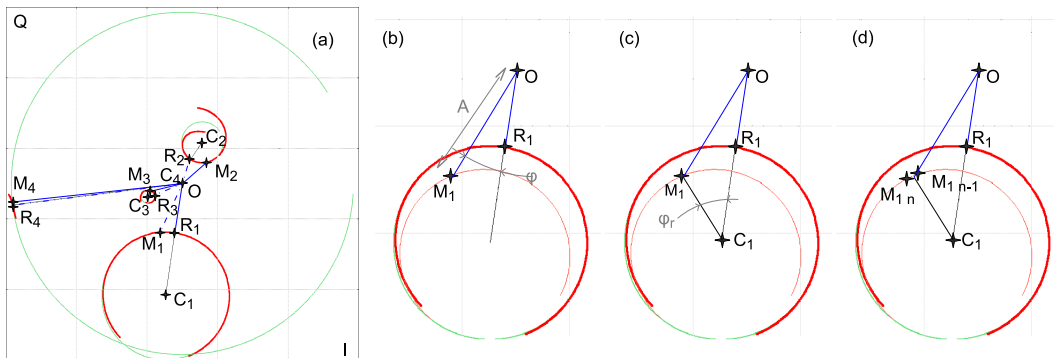 Q
(a)
C2
R2
M2
C4
O
M3
C3
R3
M4
R4
M1
R1
C1
I
(b)
O
A
R1
φ
M1
(c)
O
R1
M1
φr
C1
(d)
O
R1
M1 n-1
M1 n
C1